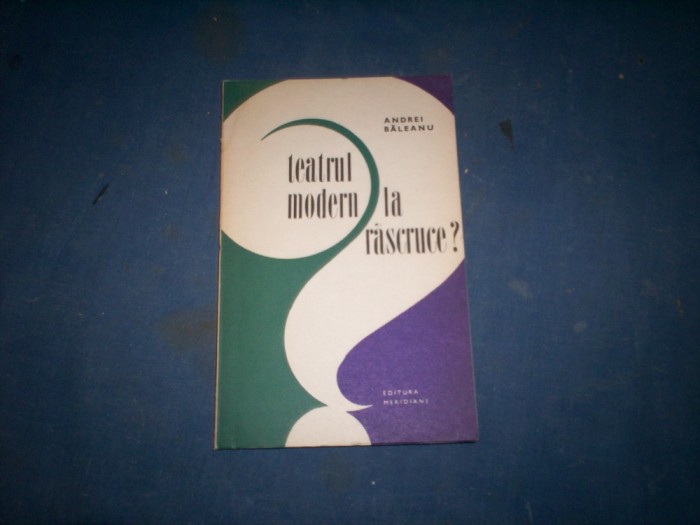 ANDREI
BĂLEANU
teatrul
modern la
răscruce?
EDITURA
MERIDIANE